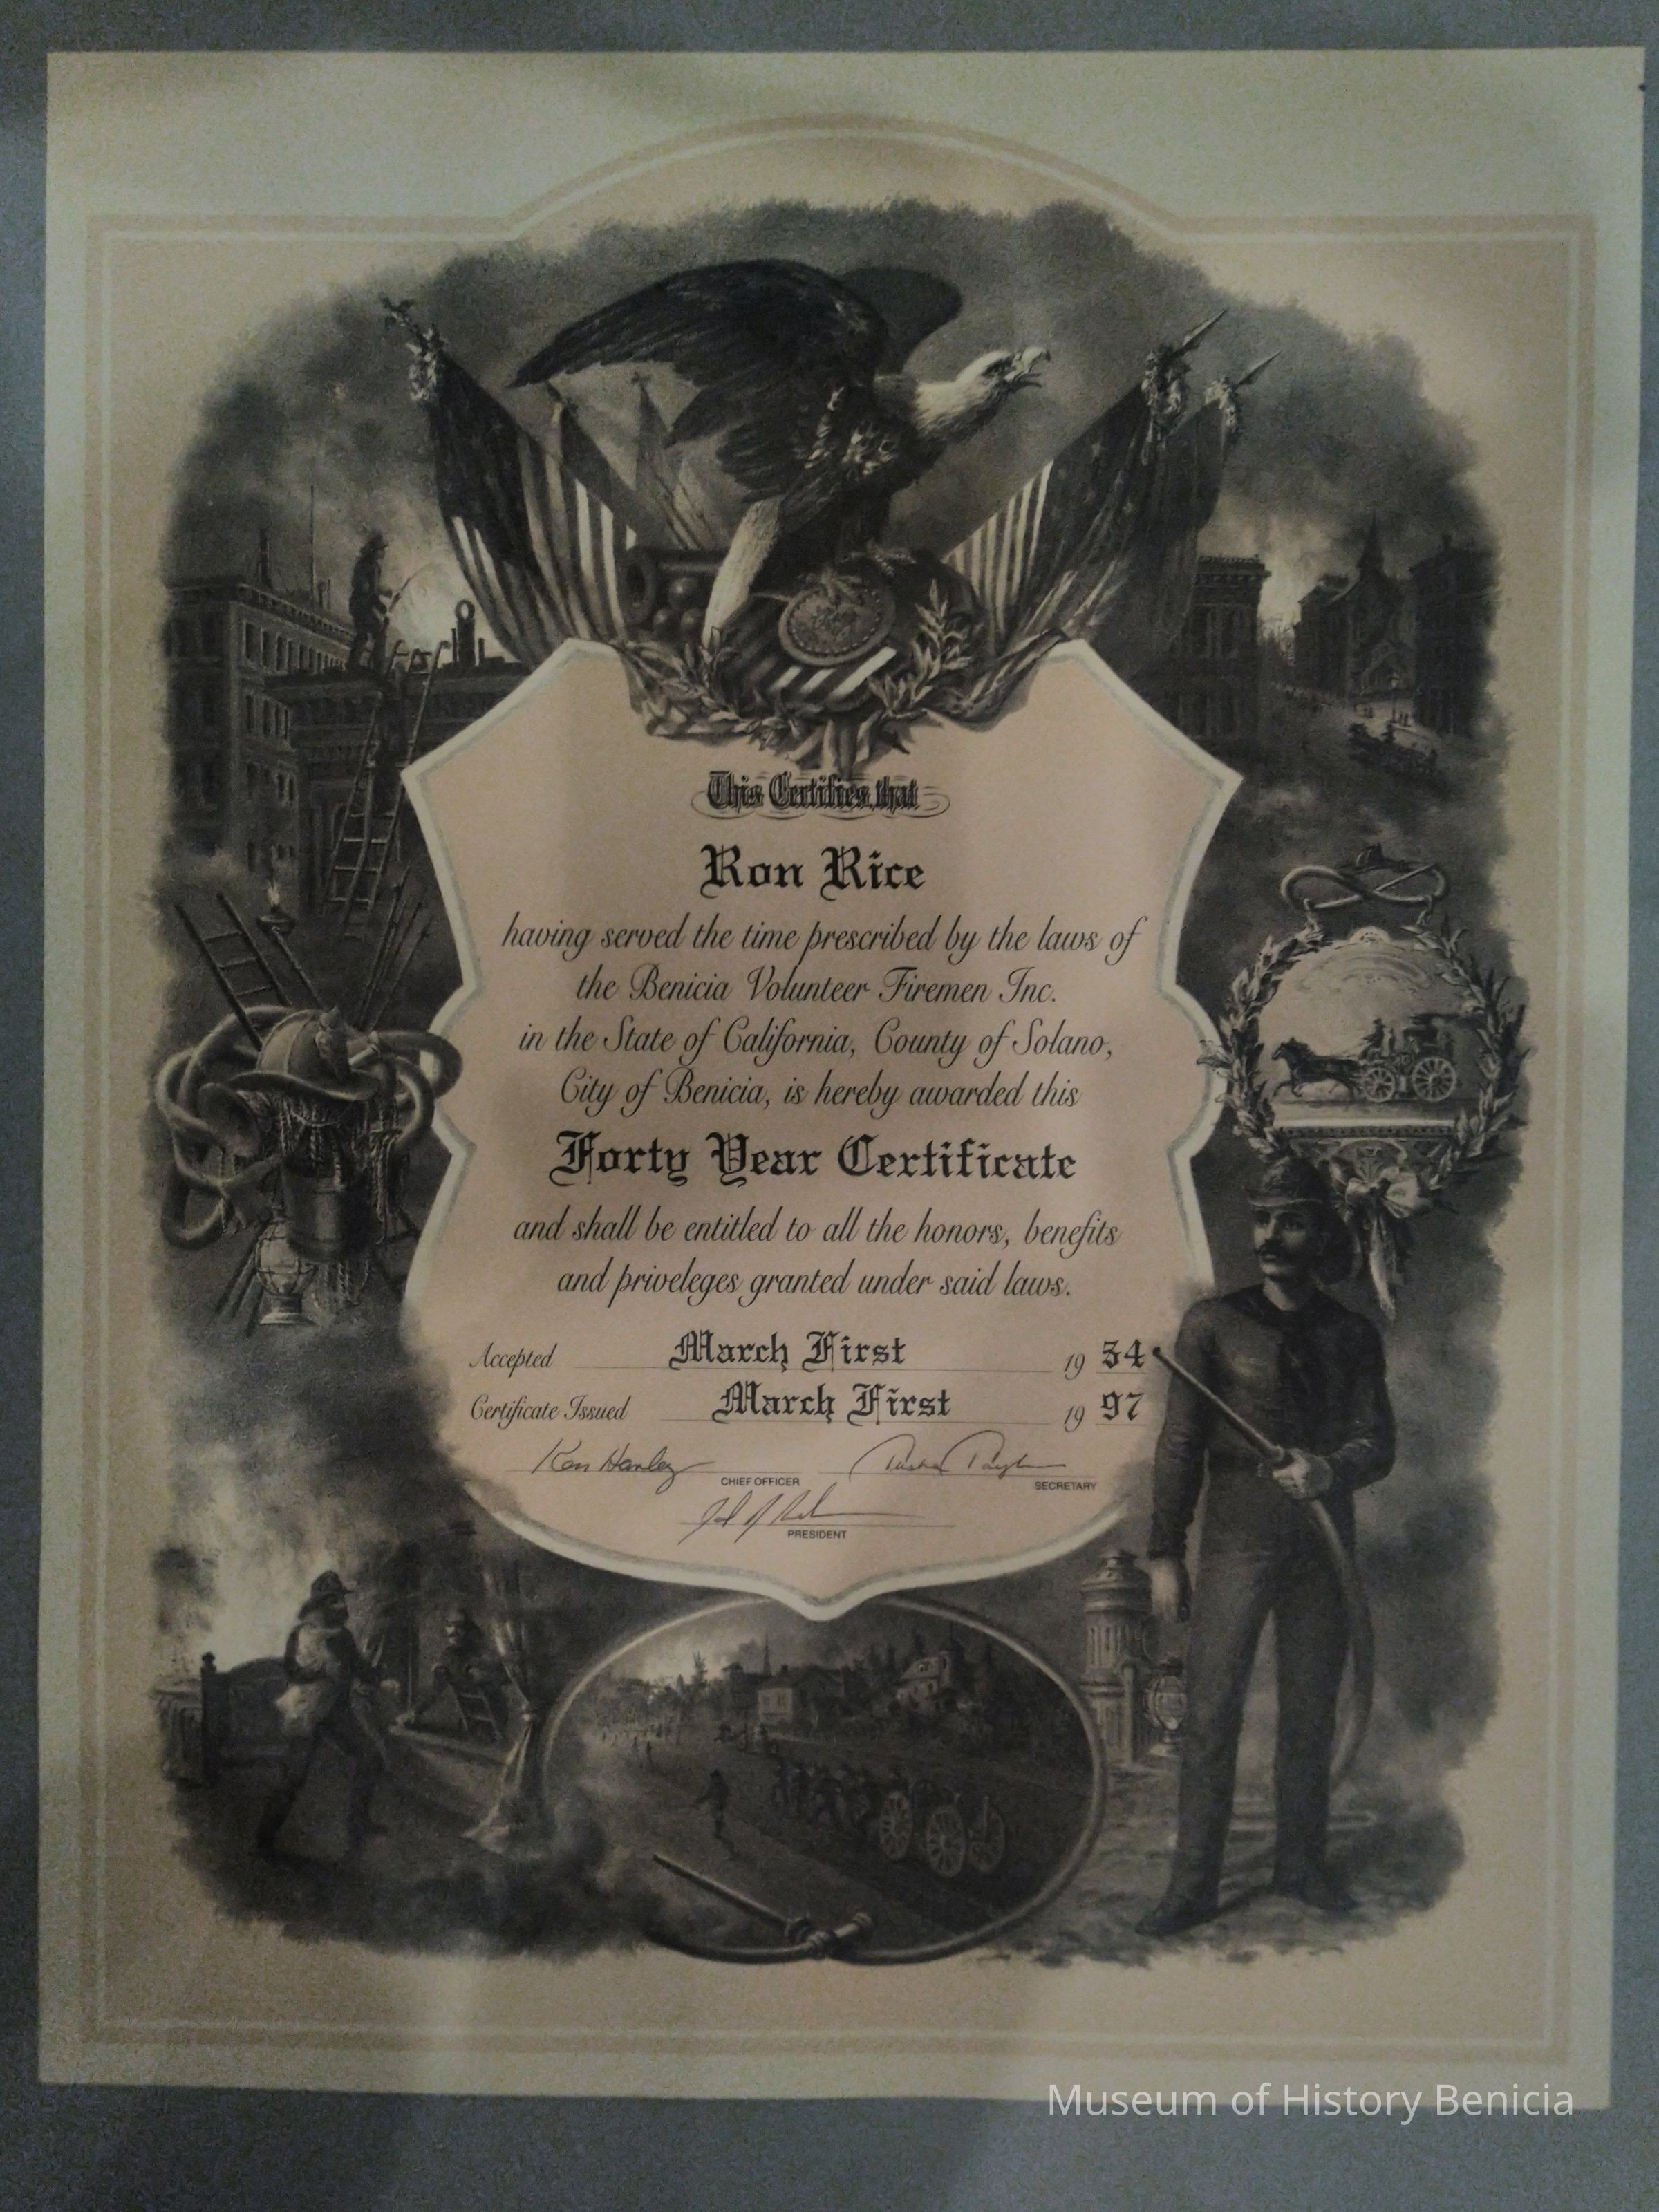 This Certifies that
Ron Rice
having served the time prescribed by the laws of
the Benicia Volunteer Firemen Inc.
in the State of California, County of Solano,
City of Benicia, is hereby awarded this
Forty Year Certificate
and shall be entitled to all the honors, benefits
and priveleges granted under said laws.
Accepted March First 19 54
Certificate Issued March First 19 97
Ken Hanley
CHIEF OFFICER
SECRETARY
PRESIDENT
Museum of History Benicia